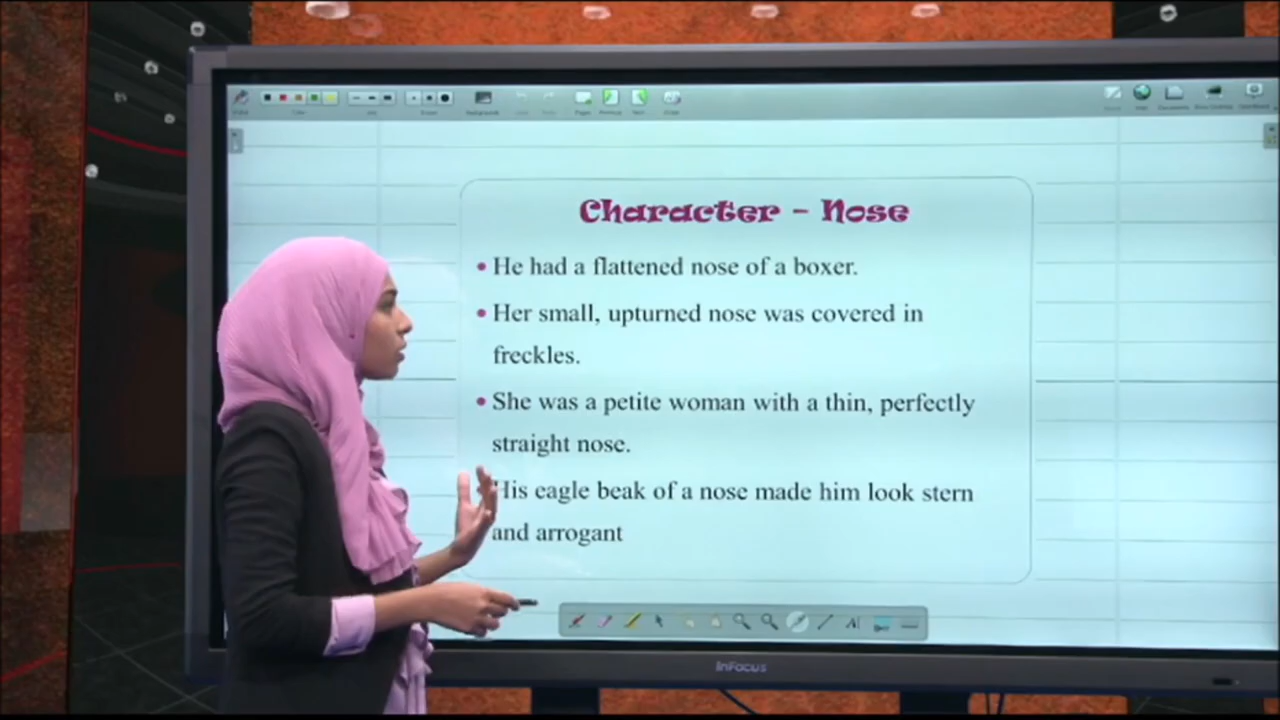 Character - Nose
• He had a flattened nose of a boxer.
• Her small, upturned nose was covered in
freckles.
• She was a petite woman with a thin, perfectly
straight nose.
His eagle beak of a nose made him look stern
and arrogant
InFocus